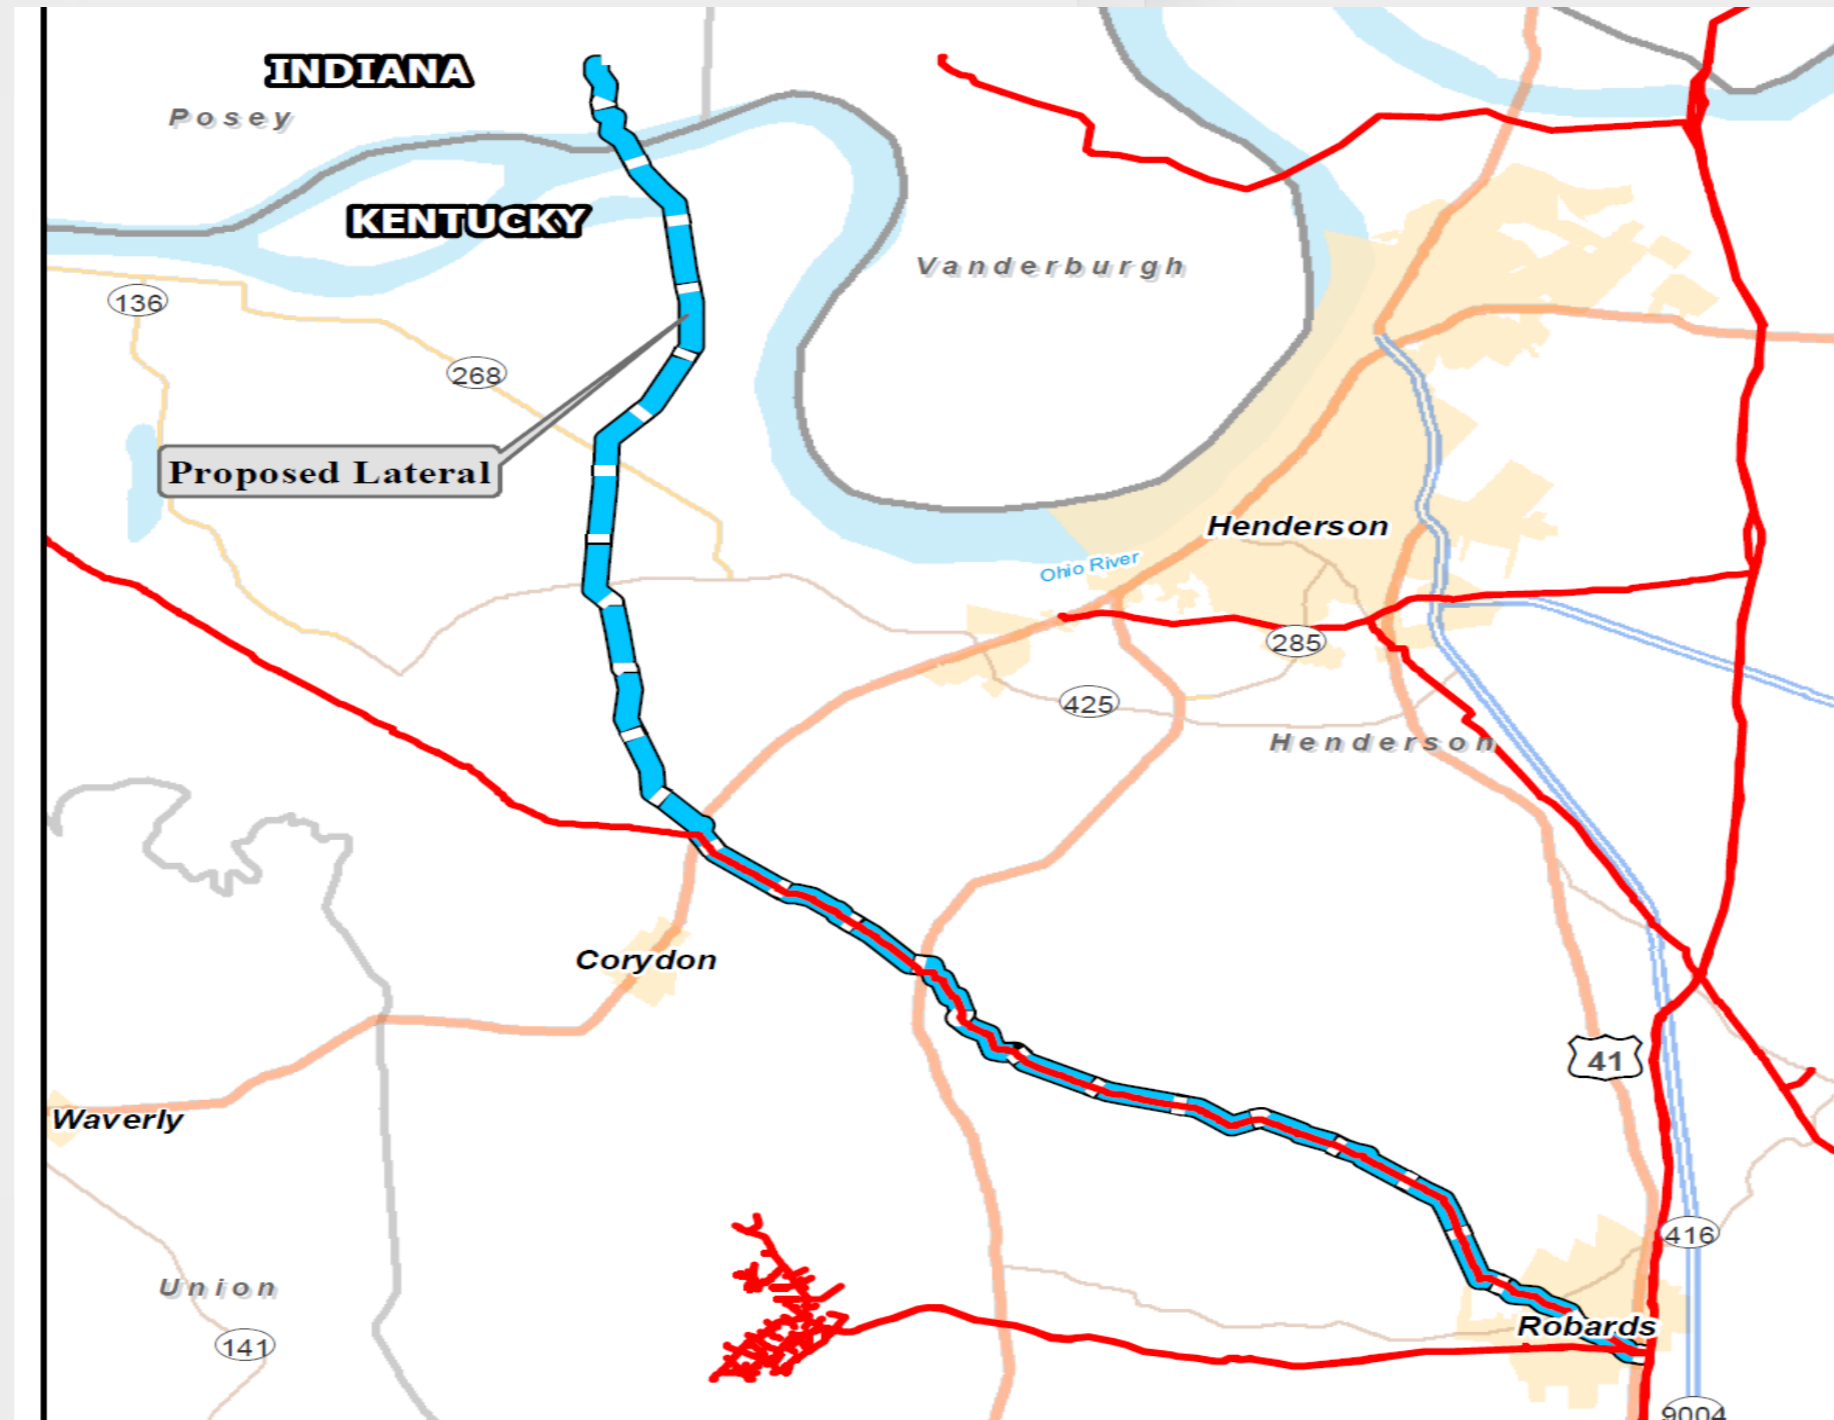 INDIANA
Posey
KENTUCKY
Vanderburgh
136
268
Proposed Lateral
Henderson
Ohio River
285
425
Henderson
Corydon
41
Waverly
416
Union
Robards
141
9004